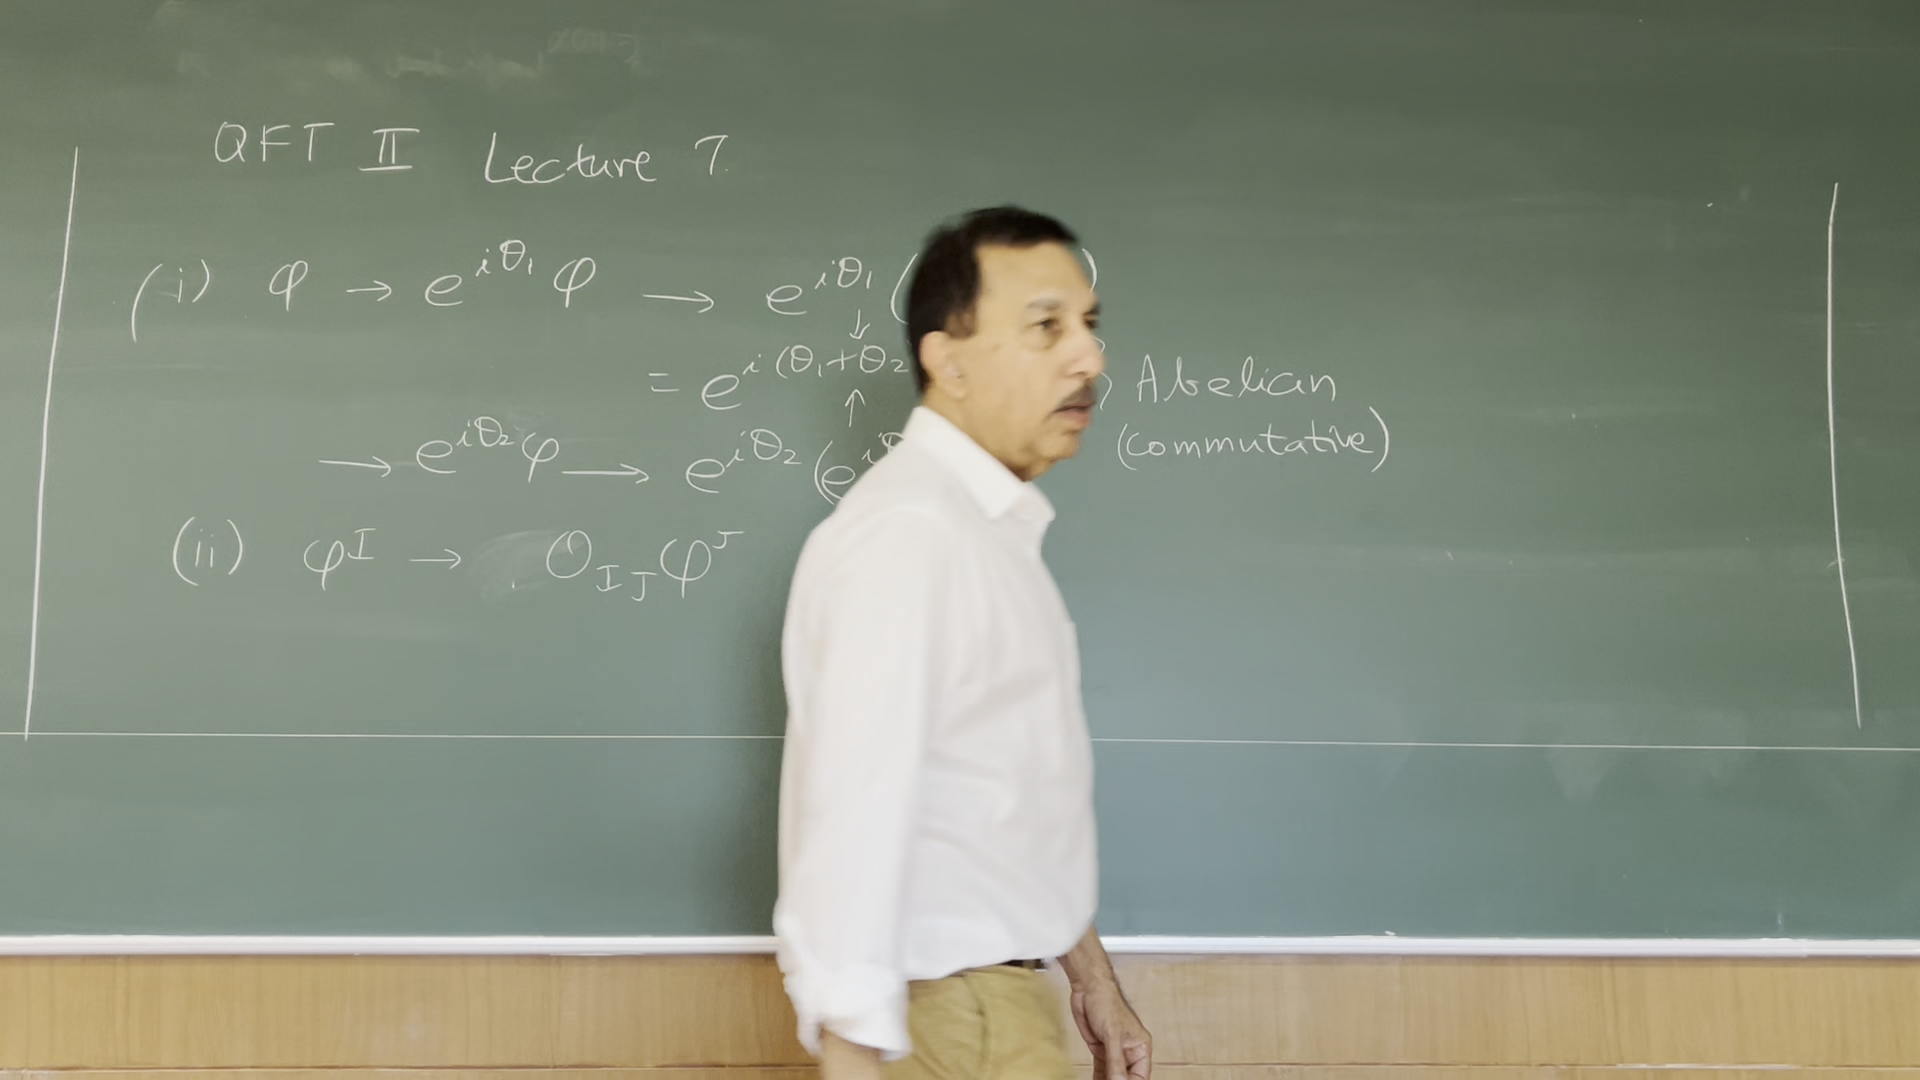 QFT II Lecture 7.
(i) φ → e^{iθ₁} φ → e^{iθ₁} ( )
↓
= e^{i(θ₁+θ₂} Abelian
↑ (commutative)
→ e^{iθ₂} φ → e^{iθ₂} (e^{i
(ii) φ^I → O_{IJ} φ^J